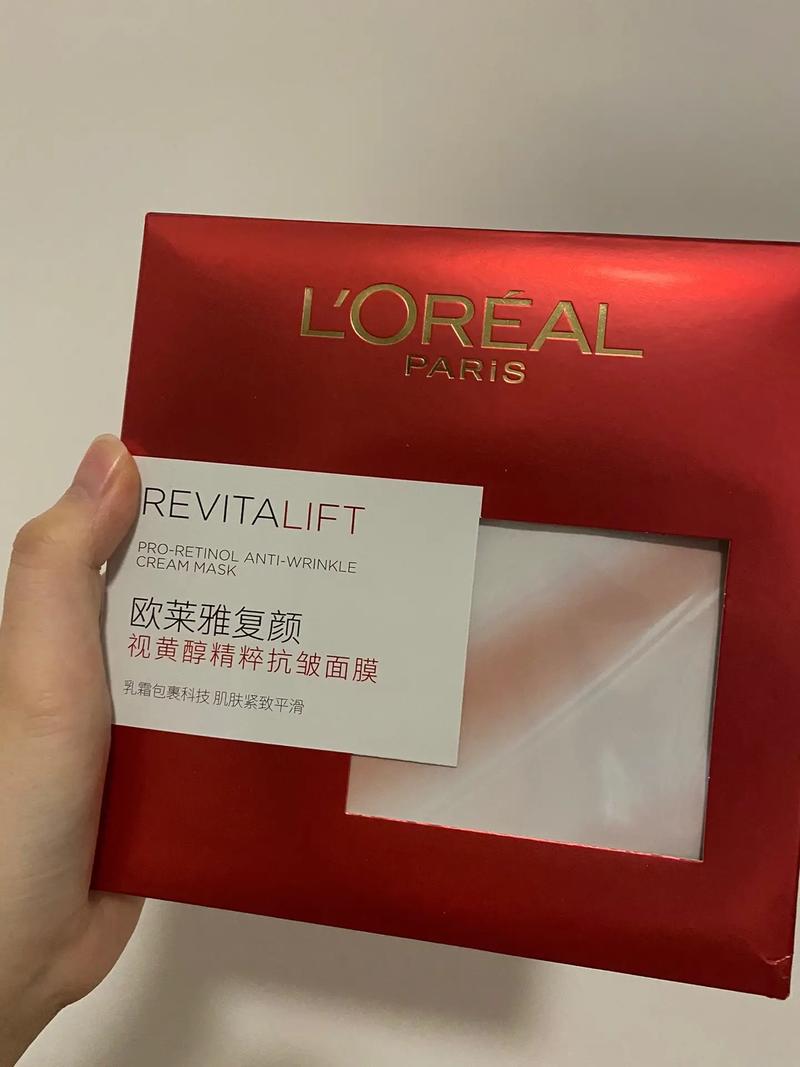 L'ORÉAL
PARiS
REVITALIFT
PRO-RETINOL ANTI-WRINKLE
CREAM MASK
欧莱雅复颜
视黄醇精粹抗皱面膜
乳霜包裹科技 肌肤紧致平滑